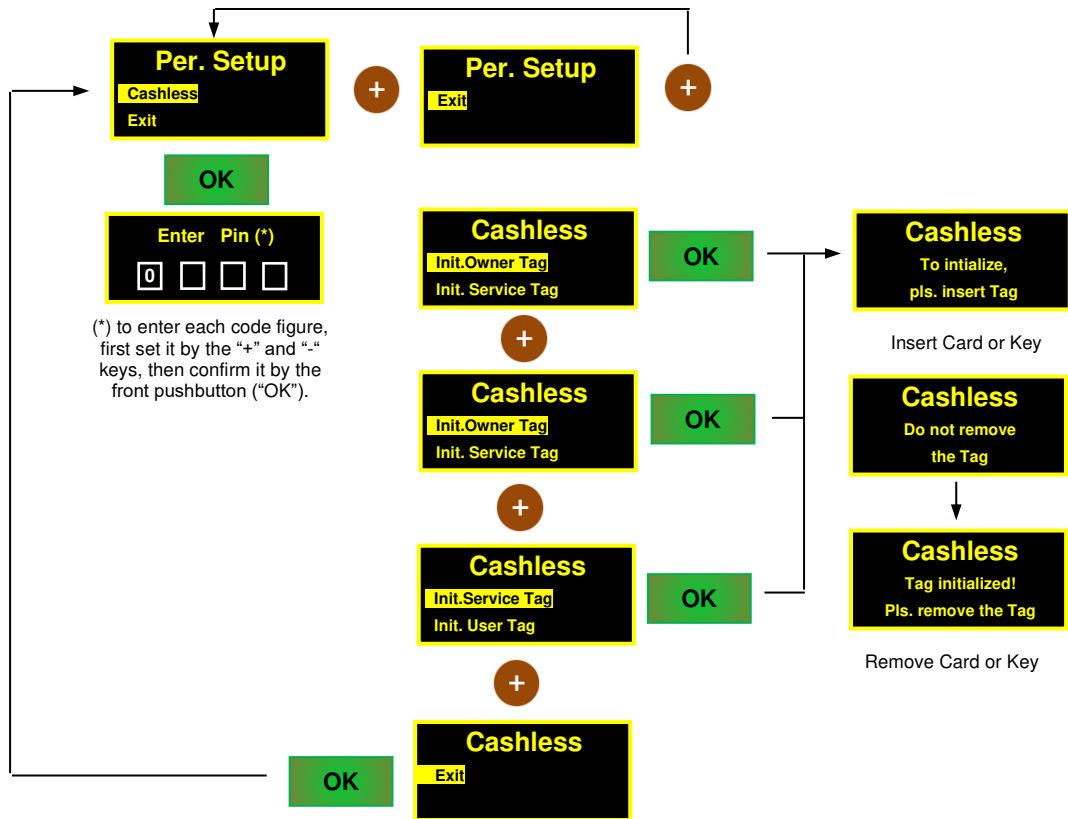 Per. Setup
Cashless
Exit
+
Per. Setup
Exit
+
OK
Enter Pin (*)
0
(*) to enter each code figure,
first set it by the “+” and “-“
keys, then confirm it by the
front pushbutton (“OK”).
Cashless
Init.Owner Tag
Init. Service Tag
OK
+
Cashless
Init.Owner Tag
Init. Service Tag
OK
+
Cashless
Init.Service Tag
Init. User Tag
OK
+
Cashless
Exit
OK
Cashless
To intialize,
pls. insert Tag
Insert Card or Key
Cashless
Do not remove
the Tag
Cashless
Tag initialized!
Pls. remove the Tag
Remove Card or Key